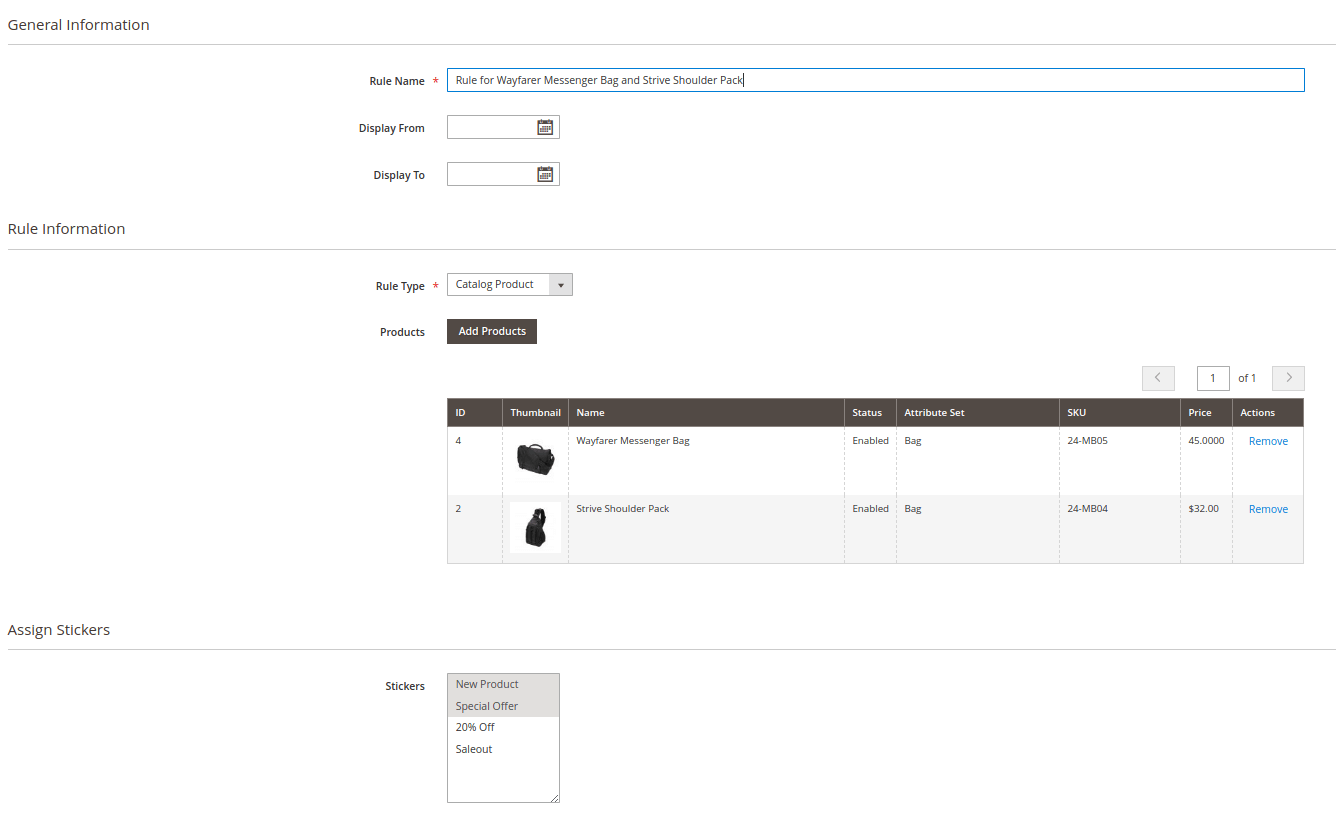 General Information
Rule Name * Rule for Wayfarer Messenger Bag and Strive Shoulder Pack
Display From
Display To
Rule Information
Rule Type * Catalog Product
Products Add Products
1 of 1
ID Thumbnail Name Status Attribute Set SKU Price Actions
4 Wayfarer Messenger Bag Enabled Bag 24-MB05 45.0000 Remove
2 Strive Shoulder Pack Enabled Bag 24-MB04 $32.00 Remove
Assign Stickers
Stickers New Product
Special Offer
20% Off
Saleout